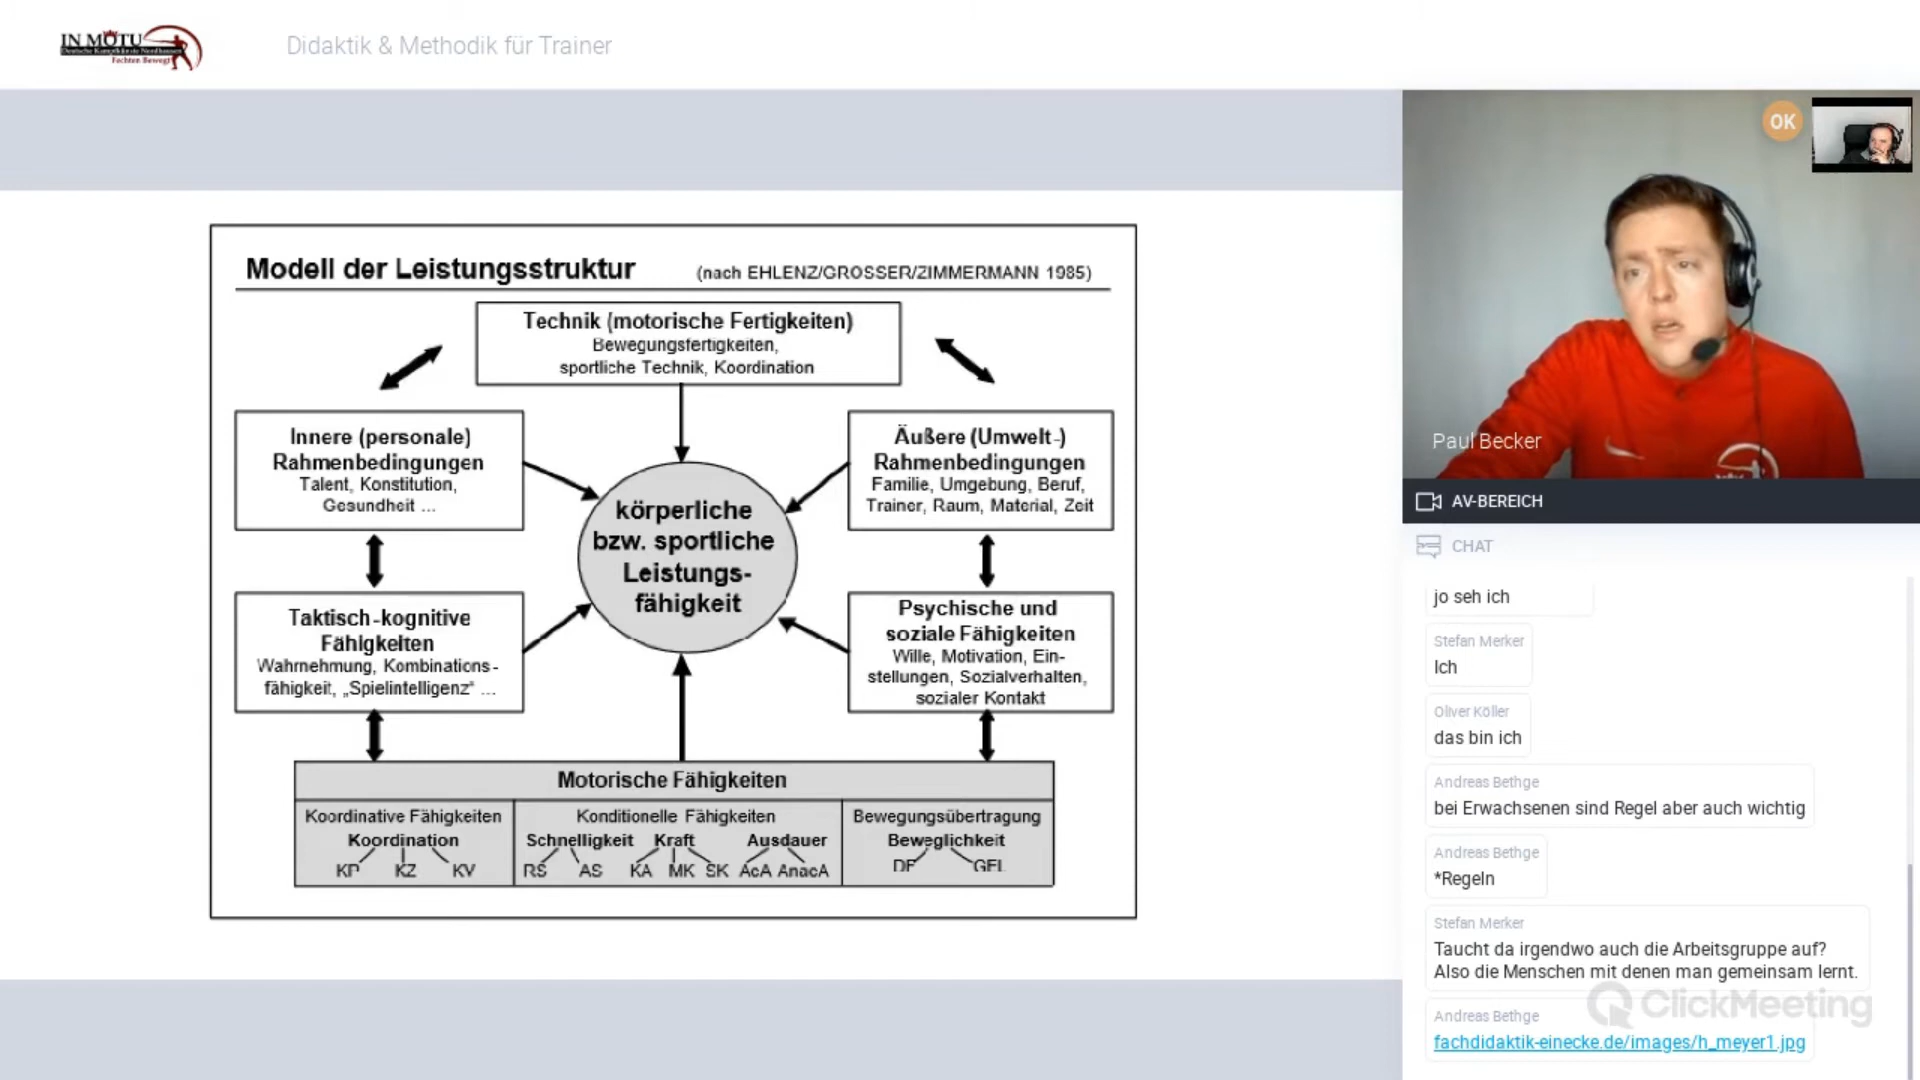 IN MOTU
Deutsche Kampfkünste Nordhausen
Fechten Bewegt
Didaktik & Methodik für Trainer
Modell der Leistungsstruktur
(nach EHLENZ/GROSSER/ZIMMERMANN 1985)
Technik (motorische Fertigkeiten)
Bewegungsfertigkeiten,
sportliche Technik, Koordination
Innere (personale)
Rahmenbedingungen
Talent, Konstitution,
Gesundheit ...
Äußere (Umwelt-)
Rahmenbedingungen
Familie, Umgebung, Beruf,
Trainer, Raum, Material, Zeit
körperliche
bzw. sportliche
Leistungs-
fähigkeit
Taktisch-kognitive
Fähigkeiten
Wahrnehmung, Kombinations-
fähigkeit, „Spielintelligenz“ ...
Psychische und
soziale Fähigkeiten
Wille, Motivation, Ein-
stellungen, Sozialverhalten,
sozialer Kontakt
Motorische Fähigkeiten
Koordinative Fähigkeiten
Koordination
KP KZ KV
Konditionelle Fähigkeiten
Schnelligkeit Kraft Ausdauer
RS AS KA MK SK AcA AnacA
Bewegungsübertragung
Beweglichkeit
DF GEL
OK
Paul Becker
AV-BEREICH
CHAT
jo seh ich
Stefan Merker
Ich
Oliver Köller
das bin ich
Andreas Bethge
bei Erwachsenen sind Regel aber auch wichtig
Andreas Bethge
*Regeln
Stefan Merker
Taucht da irgendwo auch die Arbeitsgruppe auf?
Also die Menschen mit denen man gemeinsam lernt.
ClickMeeting
Andreas Bethge
fachdidaktik-einecke.de/images/h_meyer1.jpg